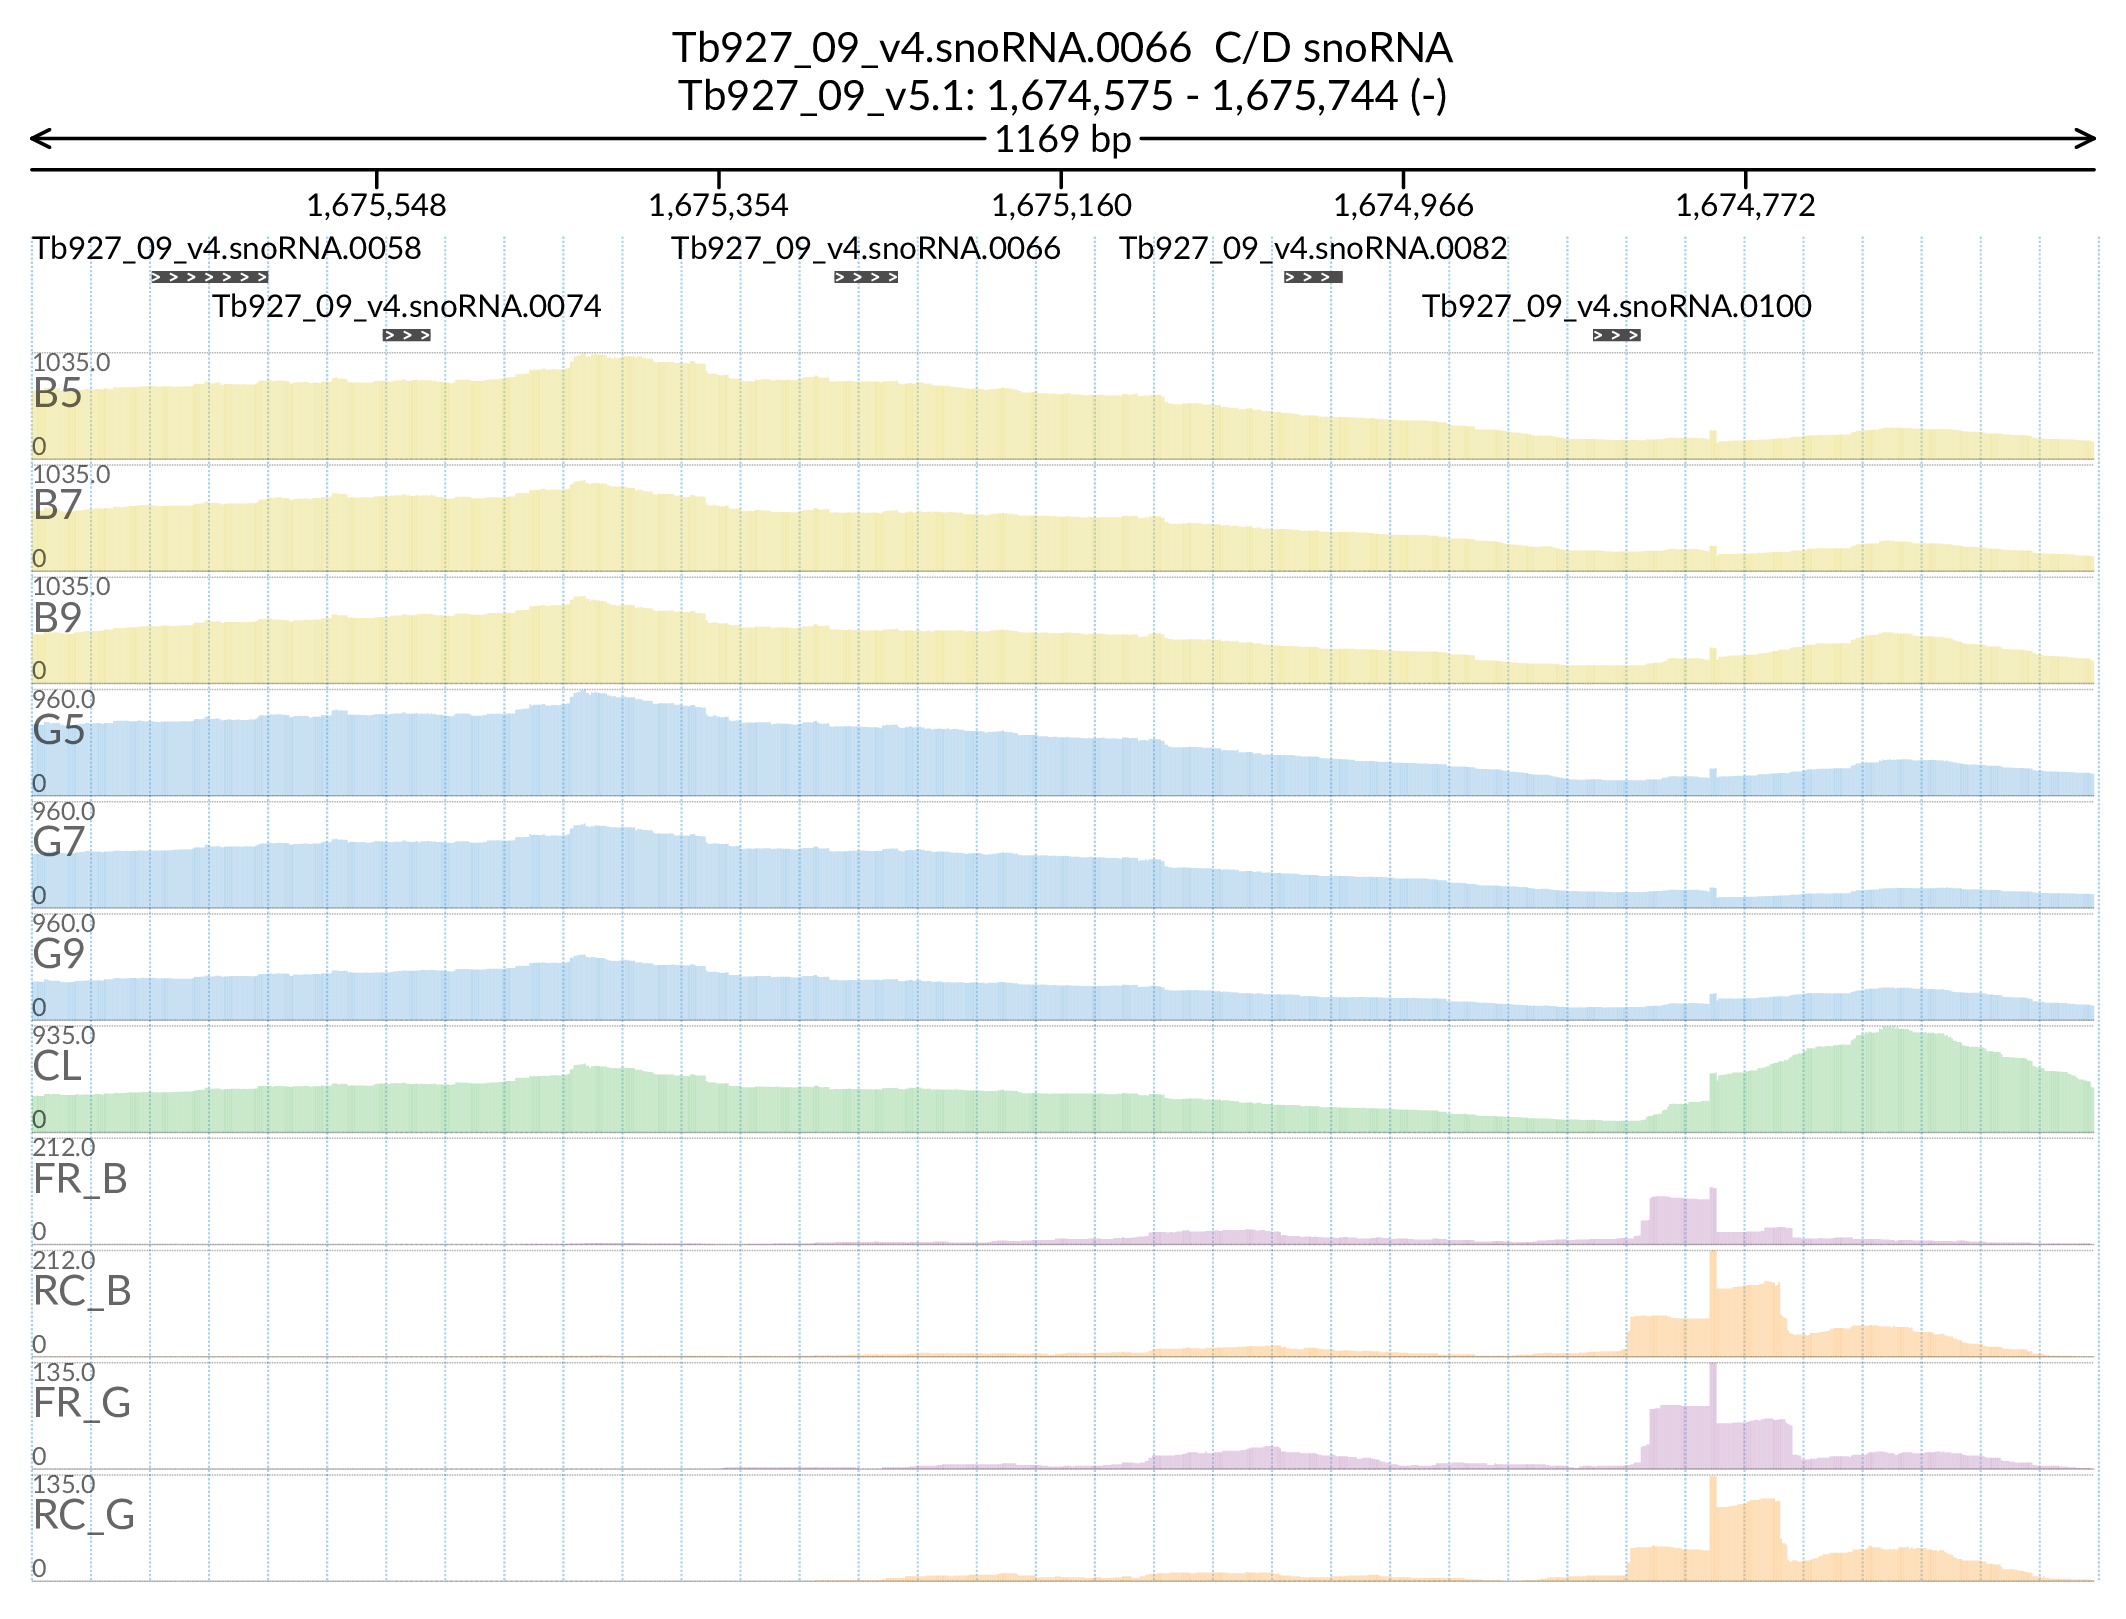 Tb927_09_v4.snoRNA.0066 C/D snoRNA
Tb927_09_v5.1: 1,674,575 - 1,675,744 (-)
1169 bp
1,675,548 1,675,354 1,675,160 1,674,966 1,674,772
Tb927_09_v4.snoRNA.0058 Tb927_09_v4.snoRNA.0066 Tb927_09_v4.snoRNA.0082
Tb927_09_v4.snoRNA.0074 Tb927_09_v4.snoRNA.0100
1035.0
B5
0
1035.0
B7
0
1035.0
B9
0
960.0
G5
0
960.0
G7
0
960.0
G9
0
935.0
CL
0
212.0
FR_B
0
212.0
RC_B
0
135.0
FR_G
0
135.0
RC_G
0